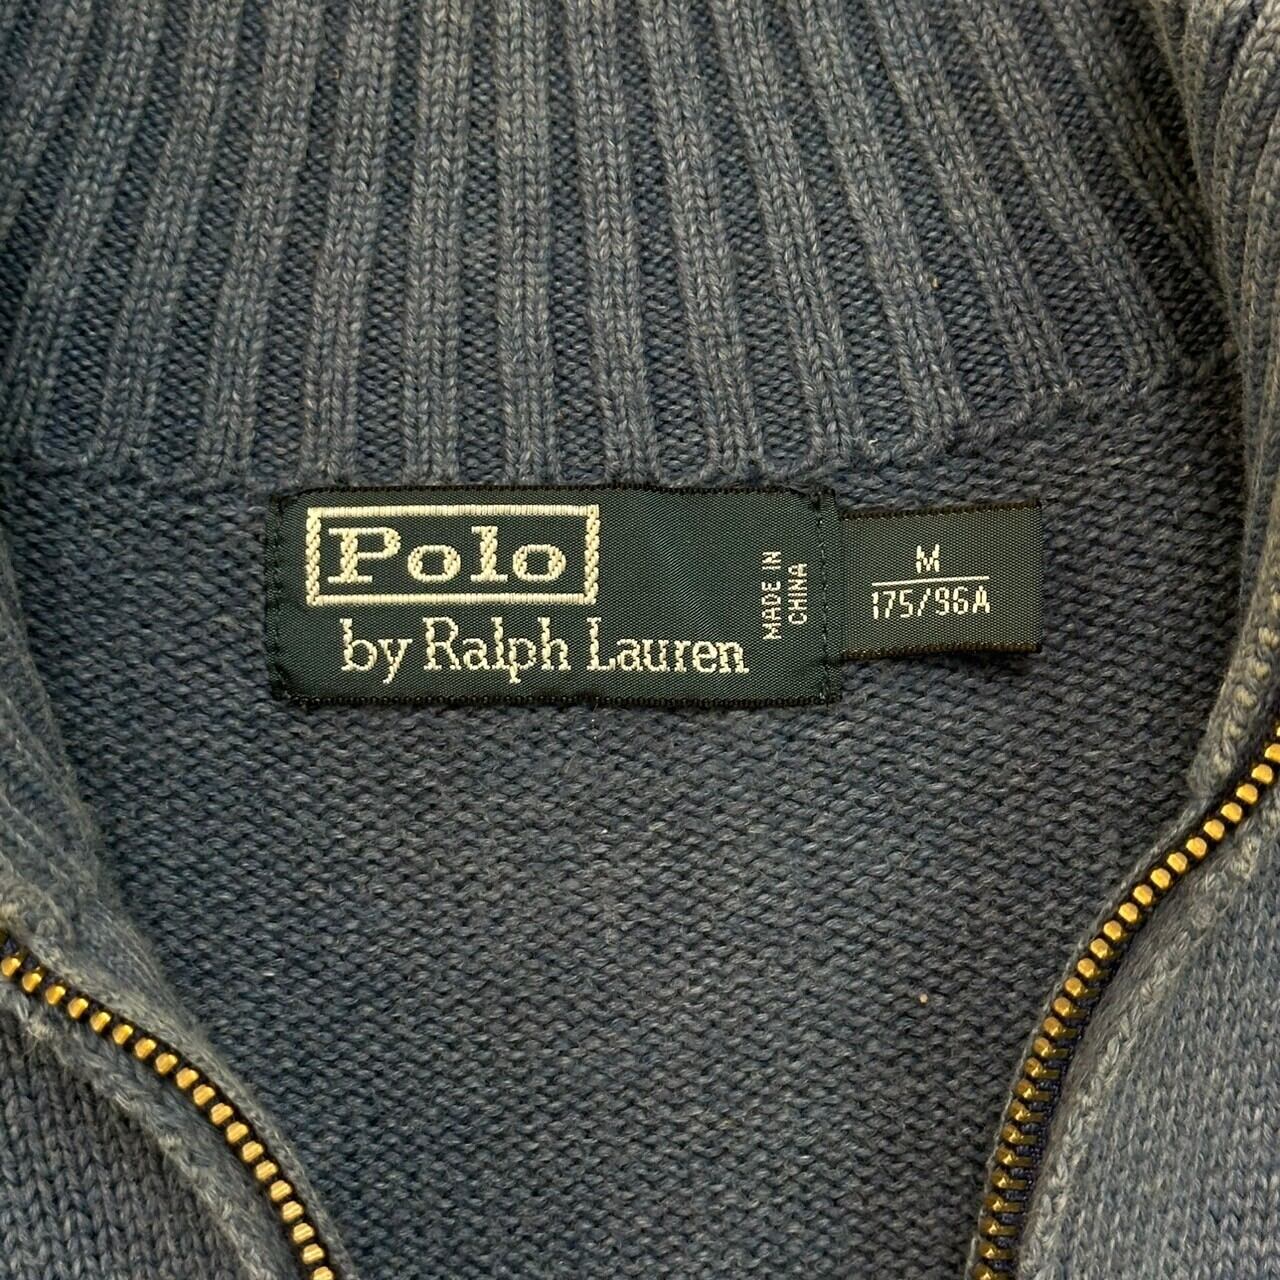 Polo
by Ralph Lauren
MADE IN
CHINA
M
175/96A